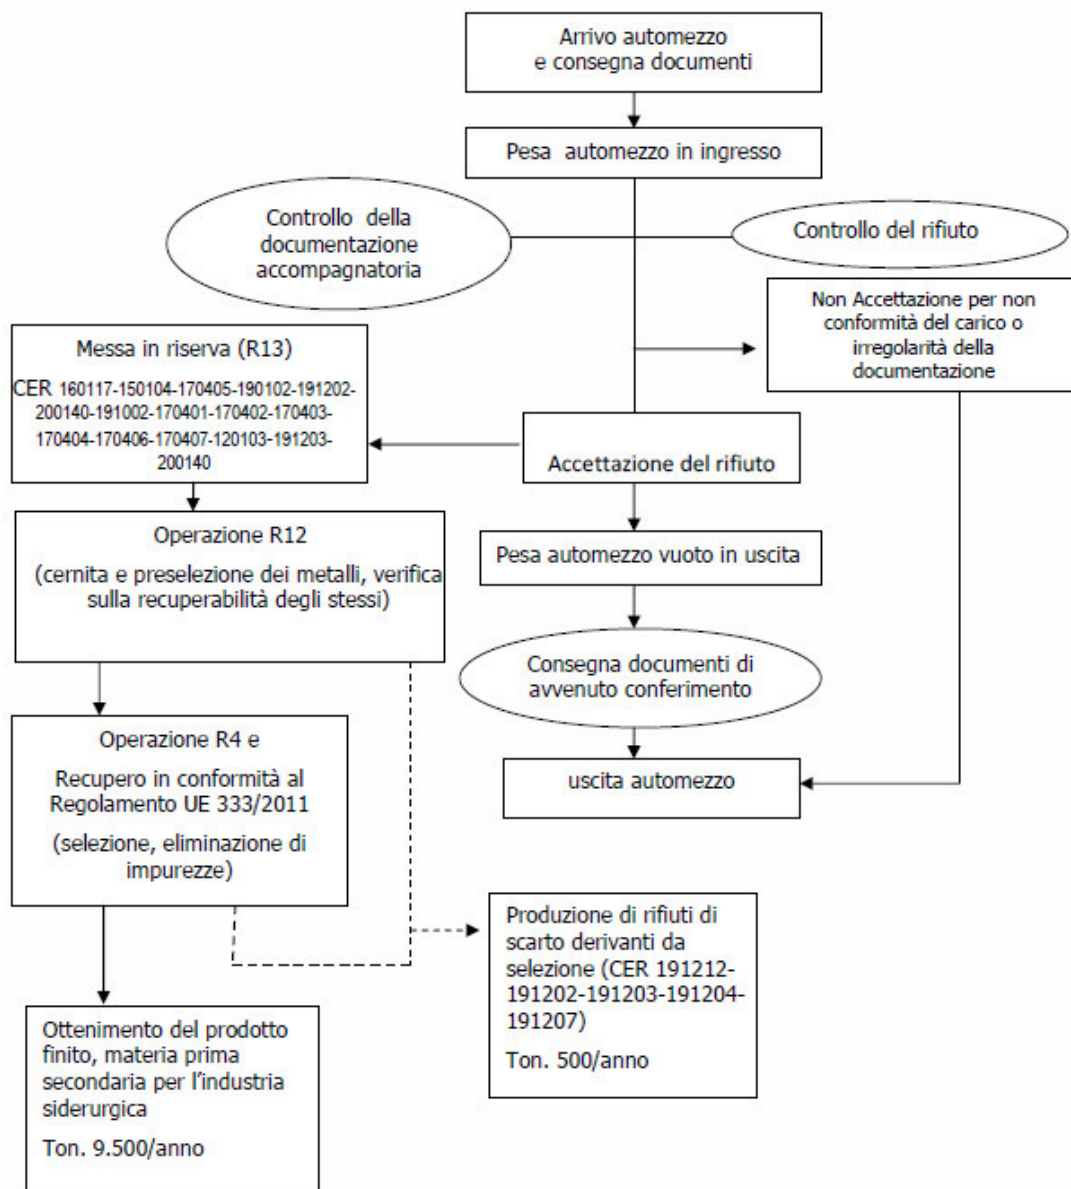 Arrivo automezzo
e consegna documenti
Pesa automezzo in ingresso
Controllo della
documentazione
accompagnatoria
Controllo del rifiuto
Non Accettazione per non
conformità del carico o
irregolarità della
documentazione
Messa in riserva (R13)
CER 160117-150104-170405-190102-191202-
200140-191002-170401-170402-170403-
170404-170406-170407-120103-191203-
200140
Accettazione del rifiuto
Operazione R12
(cernita e preselezione dei metalli, verifica
sulla recuperabilità degli stessi)
Pesa automezzo vuoto in uscita
Consegna documenti di
avvenuto conferimento
Operazione R4 e
Recupero in conformità al
Regolamento UE 333/2011
(selezione, eliminazione di
impurezze)
uscita automezzo
Produzione di rifiuti di
scarto derivanti da
selezione (CER 191212-
191202-191203-191204-
191207)
Ton. 500/anno
Ottenimento del prodotto
finito, materia prima
secondaria per l'industria
siderurgica
Ton. 9.500/anno